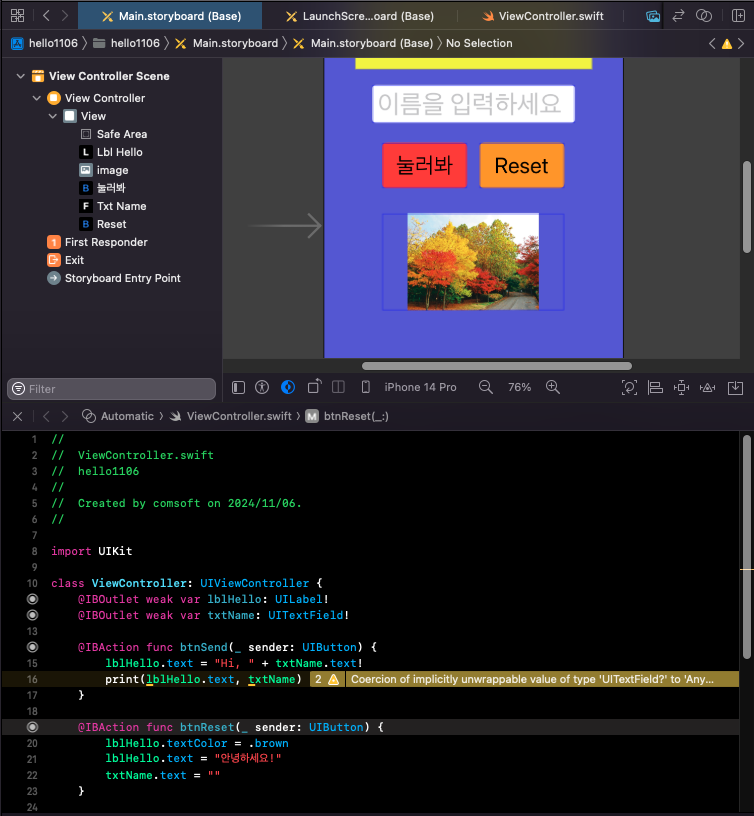 Main.storyboard (Base) LaunchScre...oard (Base) ViewController.swift
hello1106 hello1106 Main.storyboard Main.storyboard (Base) No Selection
View Controller Scene
View Controller
View
Safe Area
L Lbl Hello
image
B 눌러봐
F Txt Name
B Reset
1 First Responder
Exit
Storyboard Entry Point
Filter
이름을 입력하세요
눌러봐 Reset
iPhone 14 Pro 76%
Automatic ViewController.swift M btnReset(_:)
1 //
2 //  ViewController.swift
3 //  hello1106
4 //
5 //  Created by comsoft on 2024/11/06.
6 //
7
8 import UIKit
9
10 class ViewController: UIViewController {
@IBOutlet weak var lblHello: UILabel!
@IBOutlet weak var txtName: UITextField!
13
@IBAction func btnSend(_ sender: UIButton) {
15 lblHello.text = "Hi, " + txtName.text!
16 print(lblHello.text, txtName) 2 Coercion of implicitly unwrappable value of type 'UITextField?' to 'Any...
17 }
18
@IBAction func btnReset(_ sender: UIButton) {
20 lblHello.textColor = .brown
21 lblHello.text = "안녕하세요!"
22 txtName.text = ""
23 }
24